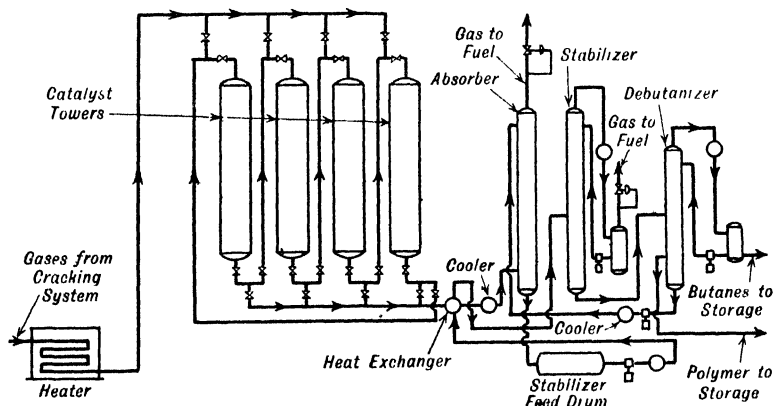 Gas to
Fuel
Absorber
Stabilizer
Debutanizer
Gas to
Fuel
Catalyst
Towers
Gases from
Cracking
System
Heater
Cooler
Heat Exchanger
Cooler
Butanes to
Storage
Polymer to
Storage
Stabilizer
Feed Drum